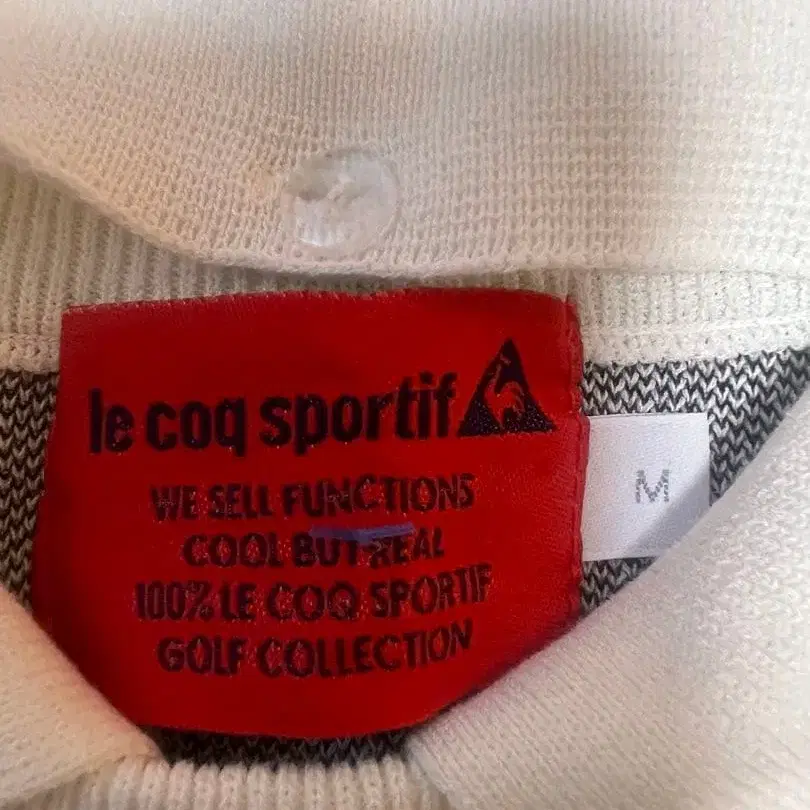 le coq sportif
WE SELL FUNCTIONS
COOL BUT REAL
100% LE COQ SPORTIF
GOLF COLLECTION
M